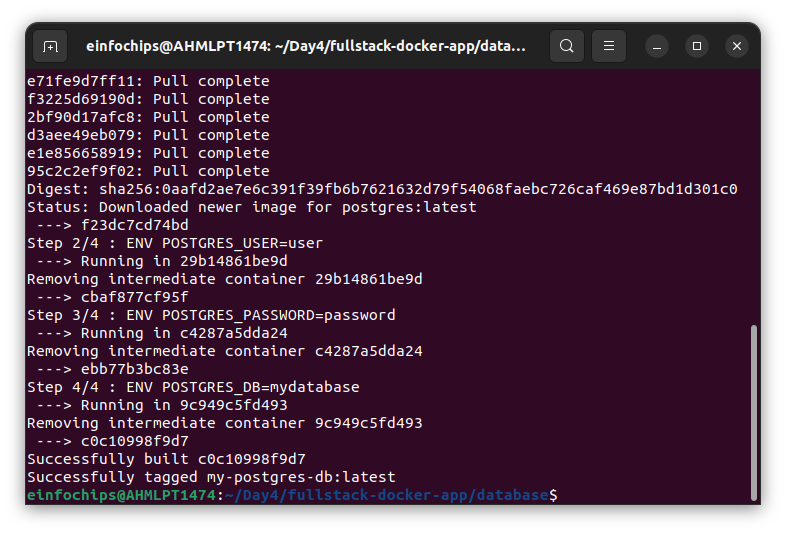 einfochips@AHMLPT1474: ~/Day4/fullstack-docker-app/data...
e71fe9d7ff11: Pull complete
f3225d69190d: Pull complete
2bf90d17afc8: Pull complete
d3aee49eb079: Pull complete
e1e856658919: Pull complete
95c2c2ef9f02: Pull complete
Digest: sha256:0aafd2ae7e6c391f39fb6b7621632d79f54068faebc726caf469e87bd1d301c0
Status: Downloaded newer image for postgres:latest
 ---> f23dc7cd74bd
Step 2/4 : ENV POSTGRES_USER=user
 ---> Running in 29b14861be9d
Removing intermediate container 29b14861be9d
 ---> cbaf877cf95f
Step 3/4 : ENV POSTGRES_PASSWORD=password
 ---> Running in c4287a5dda24
Removing intermediate container c4287a5dda24
 ---> ebb77b3bc83e
Step 4/4 : ENV POSTGRES_DB=mydatabase
 ---> Running in 9c949c5fd493
Removing intermediate container 9c949c5fd493
 ---> c0c10998f9d7
Successfully built c0c10998f9d7
Successfully tagged my-postgres-db:latest
einfochips@AHMLPT1474:~/Day4/fullstack-docker-app/database$